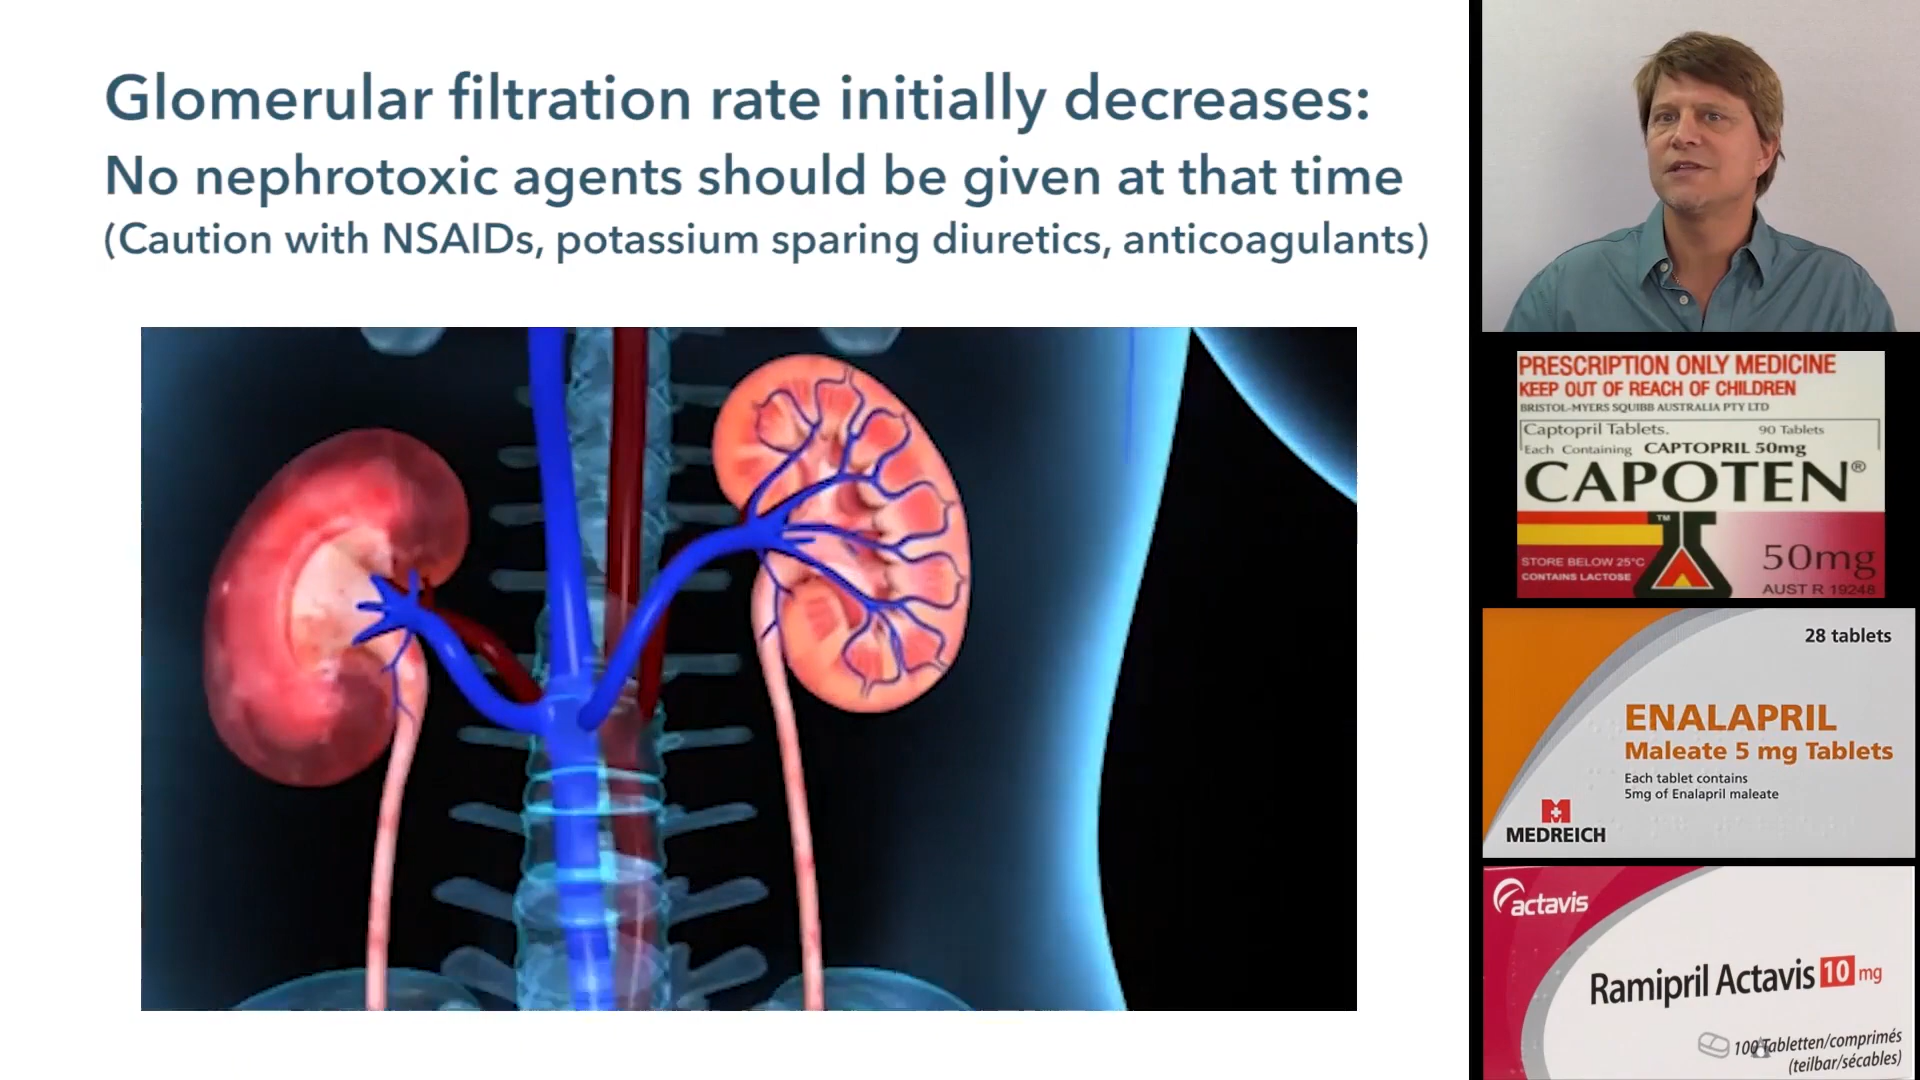 Glomerular filtration rate initially decreases:
No nephrotoxic agents should be given at that time
(Caution with NSAIDs, potassium sparing diuretics, anticoagulants)
PRESCRIPTION ONLY MEDICINE
KEEP OUT OF REACH OF CHILDREN
BRISTOL-MYERS SQUIBB AUSTRALIA PTY LTD
Captopril Tablets. 90 Tablets
Each Containing CAPTOPRIL 50mg
CAPOTEN®
TM
STORE BELOW 25°C
CONTAINS LACTOSE
50mg
AUST R 19248
28 tablets
ENALAPRIL
Maleate 5 mg Tablets
Each tablet contains
5mg of Enalapril maleate
MEDREICH
actavis
Ramipril Actavis 10 mg
100 Tabletten/comprimés
(teilbar/sécables)